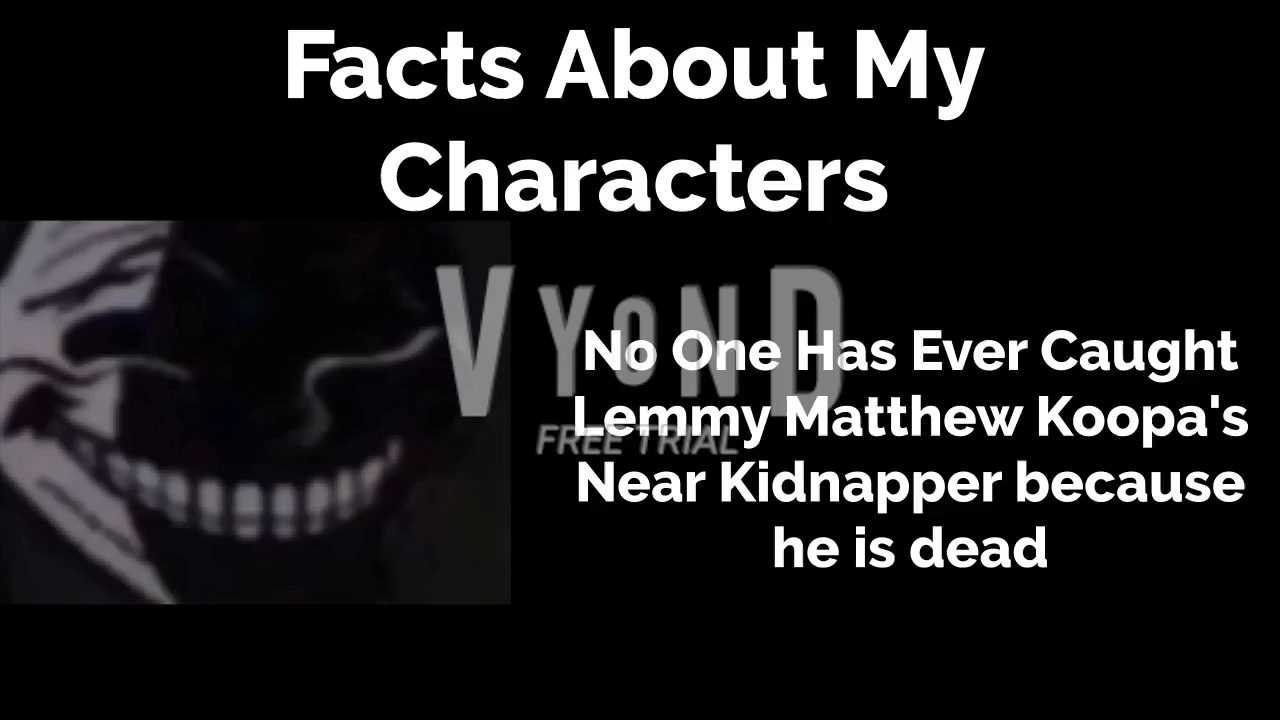 Facts About My
Characters
VYOND
FREE TRIAL
No One Has Ever Caught
Lemmy Matthew Koopa's
Near Kidnapper because
he is dead